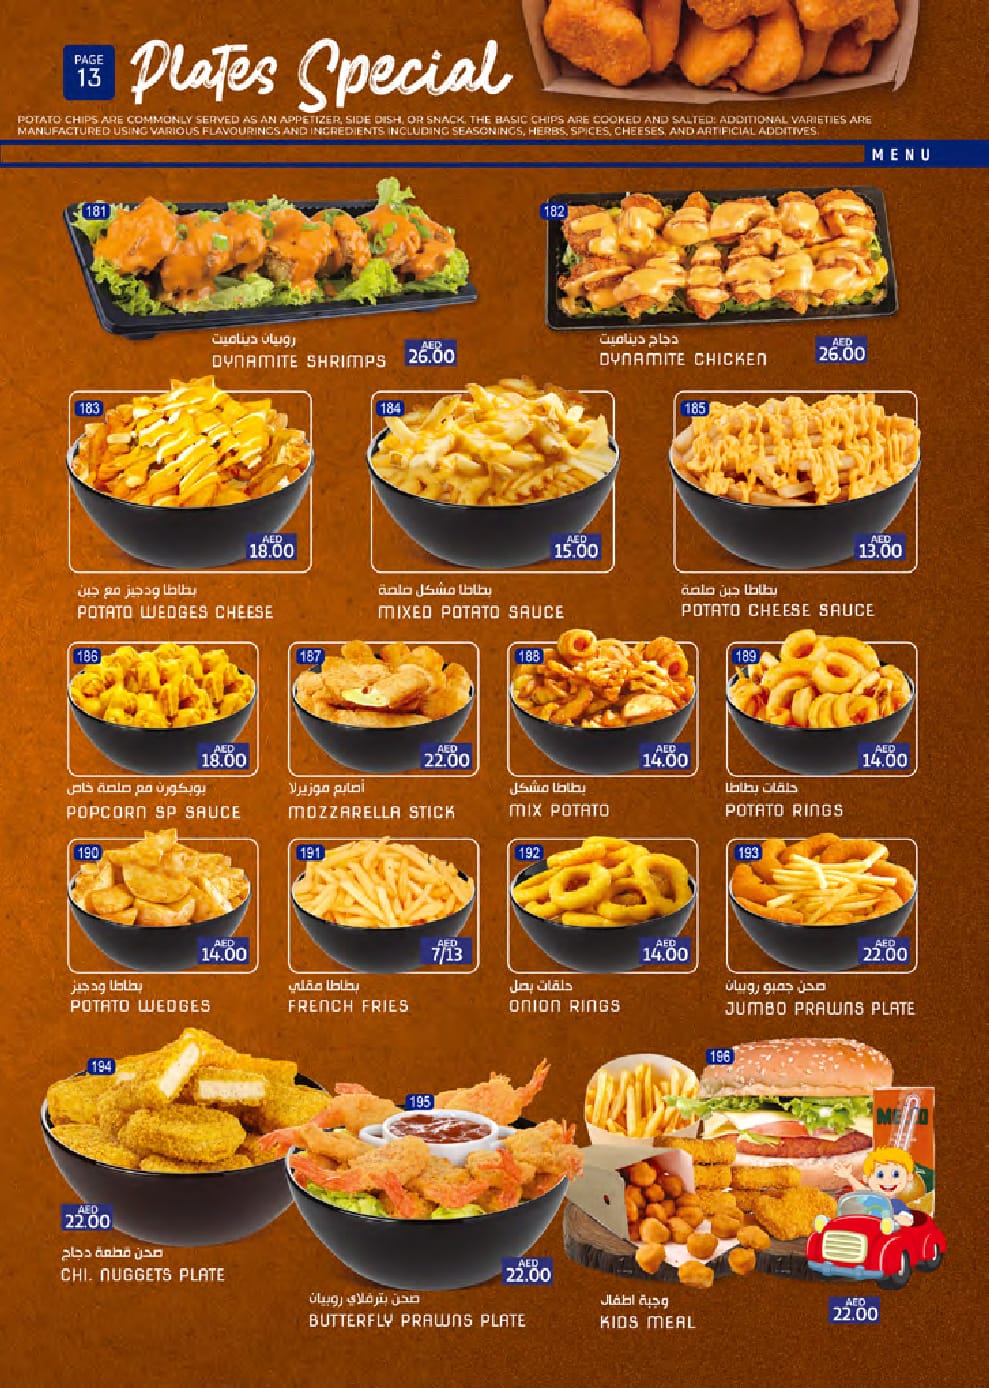 PAGE
13
Plates Special
POTATO CHIPS ARE COMMONLY SERVED AS AN APPETIZER, SIDE DISH, OR SNACK. THE BASIC CHIPS ARE COOKED AND SALTED: ADDITIONAL VARIETIES ARE
MANUFACTURED USING VARIOUS FLAVOURINGS AND INGREDIENTS INCLUDING SEASONINGS, HERBS, SPICES, CHEESES, AND ARTIFICIAL ADDITIVES.
MENU
181
روبيان ديناميت
DYNAMITE SHRIMPS
AED
26.00
182
دجاج ديناميت
DYNAMITE CHICKEN
AED
26.00
183
AED
18.00
بطاطا ودجيز مع جبن
POTATO WEDGES CHEESE
184
AED
15.00
بطاطا مشكل صلصة
MIXED POTATO SAUCE
185
AED
13.00
بطاطا جبن صلصة
POTATO CHEESE SAUCE
186
AED
18.00
بوبكورن مع صلصة خاص
POPCORN SP SAUCE
187
AED
22.00
أصابع موزيرلا
MOZZARELLA STICK
188
AED
14.00
بطاطا مشكل
MIX POTATO
189
AED
14.00
حلقات بطاطا
POTATO RINGS
190
AED
14.00
بطاطا ودجيز
POTATO WEDGES
191
AED
7/13
بطاطا مقلي
FRENCH FRIES
192
AED
14.00
حلقات بصل
ONION RINGS
193
AED
22.00
صحن جمبو روبيان
JUMBO PRAWNS PLATE
194
AED
22.00
صحن قطعة دجاج
CHI. NUGGETS PLATE
195
AED
22.00
صحن بترفلاي روبيان
BUTTERFLY PRAWNS PLATE
196
وجبة اطفال
KIDS MEAL
AED
22.00